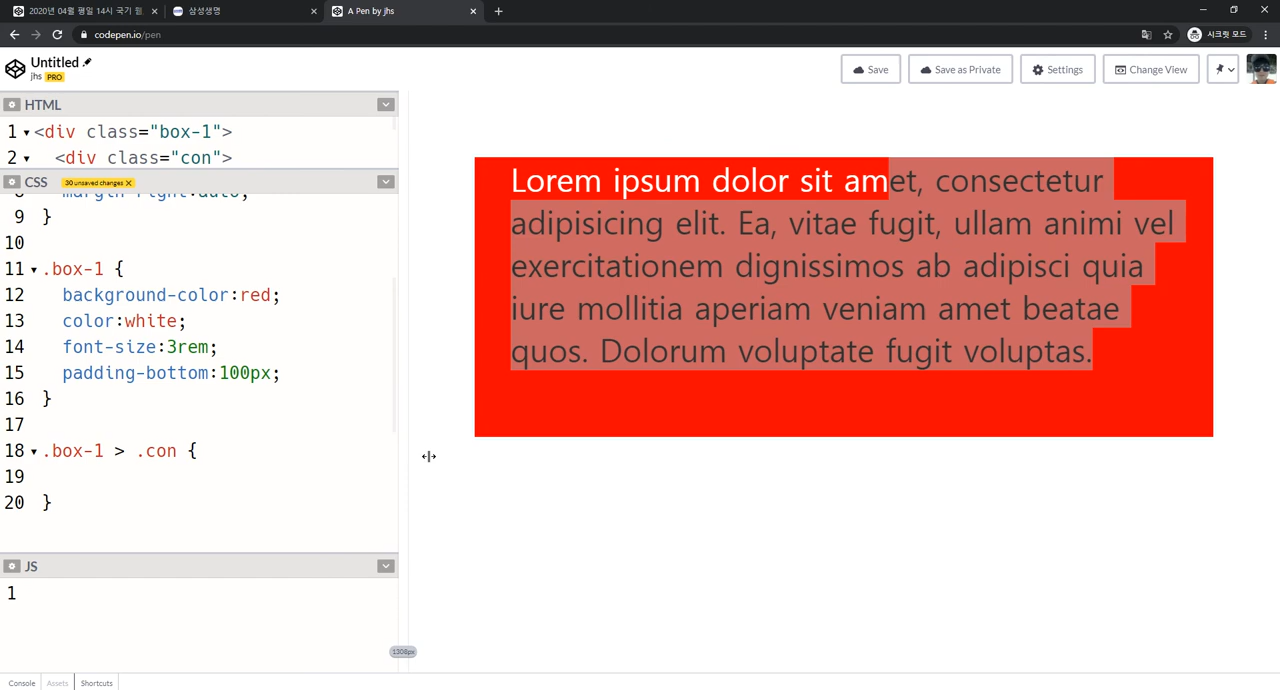 2020년 04월 평일 14시 국기
삼성생명
A Pen by jhs
codepen.io/pen
시크릿 모드
Untitled
jhs PRO
Save
Save as Private
Settings
Change View
HTML
1 <div class="box-1">
2 <div class="con">
CSS
30 unsaved changes X
8 margin-right:auto;
9 }
10
11 .box-1 {
12 background-color:red;
13 color:white;
14 font-size:3rem;
15 padding-bottom:100px;
16 }
17
18 .box-1 > .con {
19
20 }
JS
1
1308px
Console
Assets
Shortcuts
Lorem ipsum dolor sit amet, consectetur
adipisicing elit. Ea, vitae fugit, ullam animi vel
exercitationem dignissimos ab adipisci quia
iure mollitia aperiam veniam amet beatae
quos. Dolorum voluptate fugit voluptas.